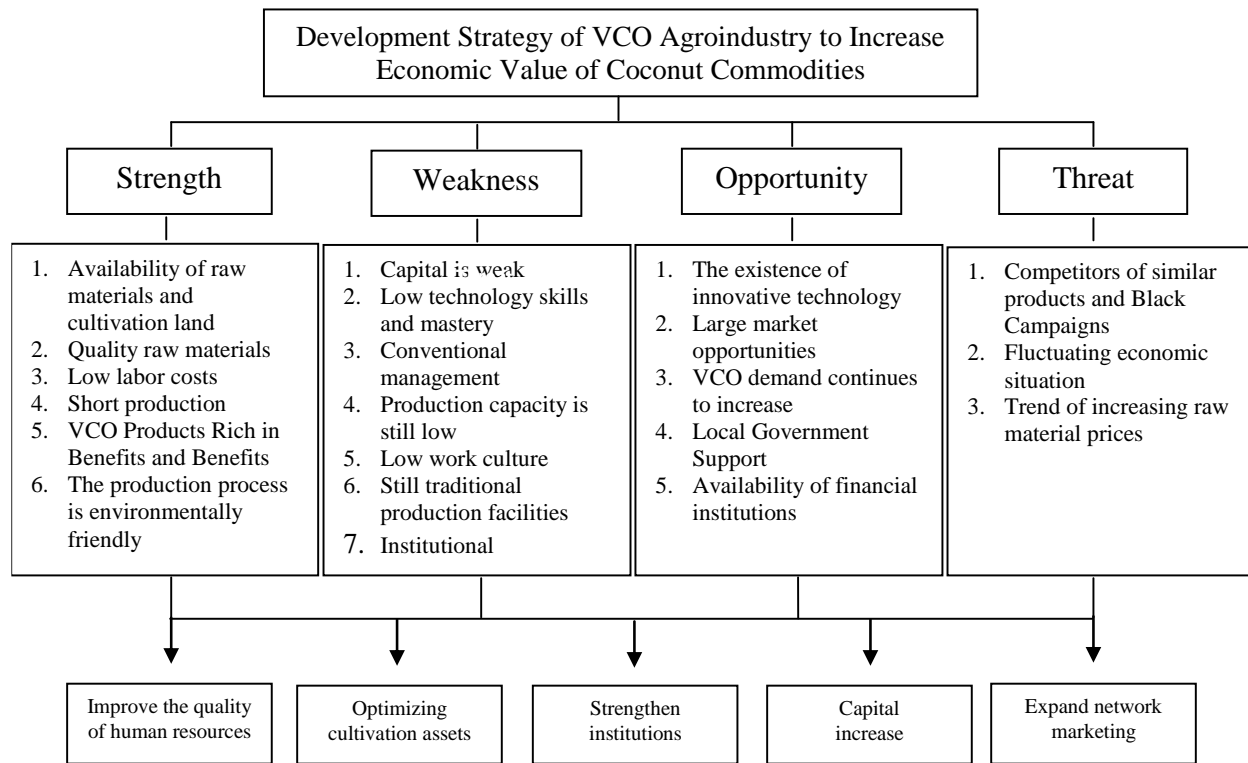 Development Strategy of VCO Agroindustry to Increase
Economic Value of Coconut Commodities
Strength
Weakness
Opportunity
Threat
1. Availability of raw
materials and
cultivation land
2. Quality raw materials
3. Low labor costs
4. Short production
5. VCO Products Rich in
Benefits and Benefits
6. The production process
is environmentally
friendly
1. Capital is weak
2. Low technology skills
and mastery
3. Conventional
management
4. Production capacity is
still low
5. Low work culture
6. Still traditional
production facilities
7. Institutional
1. The existence of
innovative technology
2. Large market
opportunities
3. VCO demand continues
to increase
4. Local Government
Support
5. Availability of financial
institutions
1. Competitors of similar
products and Black
Campaigns
2. Fluctuating economic
situation
3. Trend of increasing raw
material prices
Improve the quality
of human resources
Optimizing
cultivation assets
Strengthen
institutions
Capital
increase
Expand network
marketing